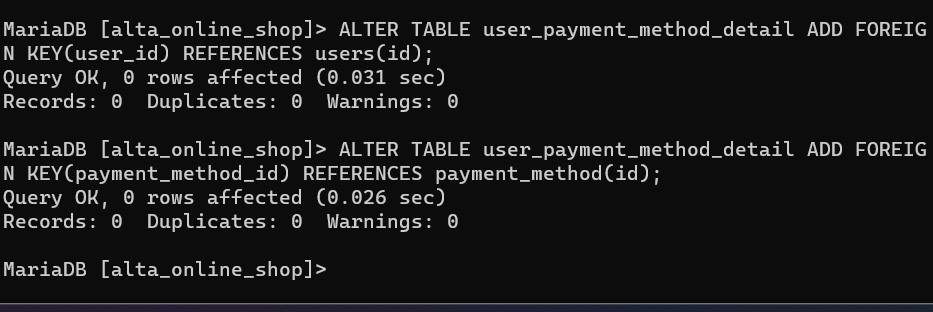 MariaDB [alta_online_shop]> ALTER TABLE user_payment_method_detail ADD FOREIG
N KEY(user_id) REFERENCES users(id);
Query OK, 0 rows affected (0.031 sec)
Records: 0  Duplicates: 0  Warnings: 0
MariaDB [alta_online_shop]> ALTER TABLE user_payment_method_detail ADD FOREIG
N KEY(payment_method_id) REFERENCES payment_method(id);
Query OK, 0 rows affected (0.026 sec)
Records: 0  Duplicates: 0  Warnings: 0
MariaDB [alta_online_shop]>